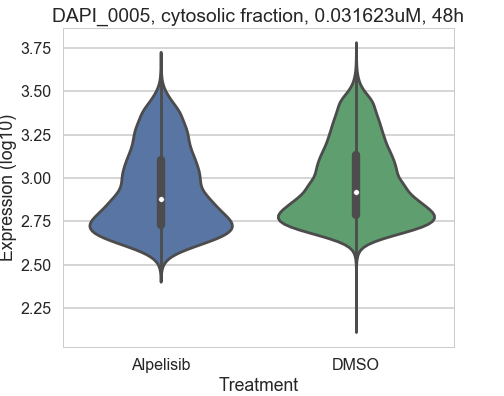 DAPI_0005, cytosolic fraction, 0.031623uM, 48h
Expression (log10)
3.75
3.50
3.25
3.00
2.75
2.50
2.25
Alpelisib
DMSO
Treatment